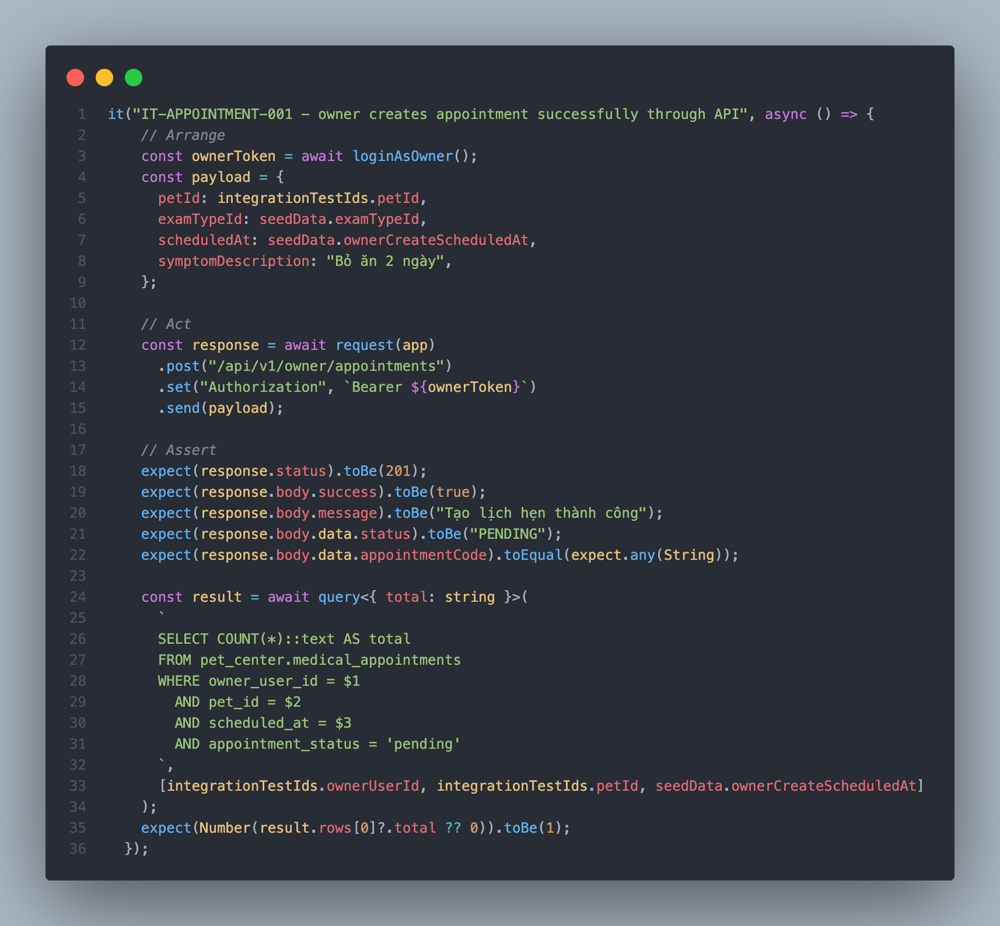 1 it("IT-APPOINTMENT-001 - owner creates appointment successfully through API", async () => {
2 // Arrange
3 const ownerToken = await loginAsOwner();
4 const payload = {
5 petId: integrationTestIds.petId,
6 examTypeId: seedData.examTypeId,
7 scheduledAt: seedData.ownerCreateScheduledAt,
8 symptomDescription: "Bỏ ăn 2 ngày",
9 };
10
11 // Act
12 const response = await request(app)
13 .post("/api/v1/owner/appointments")
14 .set("Authorization", `Bearer ${ownerToken}`)
15 .send(payload);
16
17 // Assert
18 expect(response.status).toBe(201);
19 expect(response.body.success).toBe(true);
20 expect(response.body.message).toBe("Tạo lịch hẹn thành công");
21 expect(response.body.data.status).toBe("PENDING");
22 expect(response.body.data.appointmentCode).toEqual(expect.any(String));
23
24 const result = await query<{ total: string }>(
25 `
26 SELECT COUNT(*)::text AS total
27 FROM pet_center.medical_appointments
28 WHERE owner_user_id = $1
29 AND pet_id = $2
30 AND scheduled_at = $3
31 AND appointment_status = 'pending'
32 `,
33 [integrationTestIds.ownerUserId, integrationTestIds.petId, seedData.ownerCreateScheduledAt]
34 );
35 expect(Number(result.rows[0]?.total ?? 0)).toBe(1);
36 });